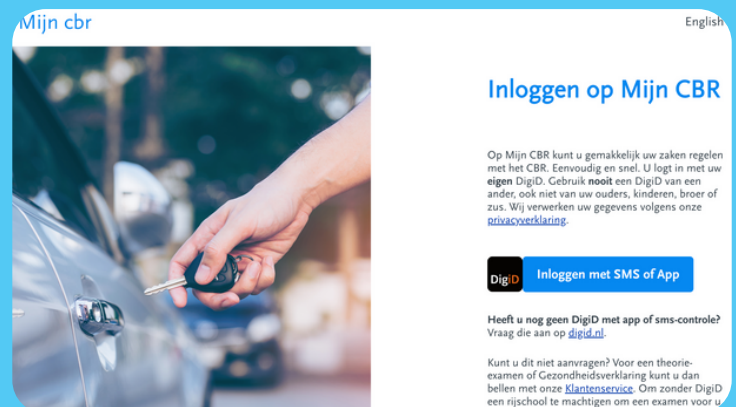 Mijn cbr
English
Inloggen op Mijn CBR
Op Mijn CBR kunt u gemakkelijk uw zaken regelen
met het CBR. Eenvoudig en snel. U logt in met uw
eigen DigiD. Gebruik nooit een DigiD van een
ander, ook niet van uw ouders, kinderen, broer of
zus. Wij verwerken uw gegevens volgens onze
privacyverklaring.
DigiD
Inloggen met SMS of App
Heeft u nog geen DigiD met app of sms-controle?
Vraag die aan op digid.nl.
Kunt u dit niet aanvragen? Voor een theorie-
examen of Gezondheidsverklaring kunt u dan
bellen met onze Klantenservice. Om zonder DigiD
een rijschool te machtigen om een examen voor u